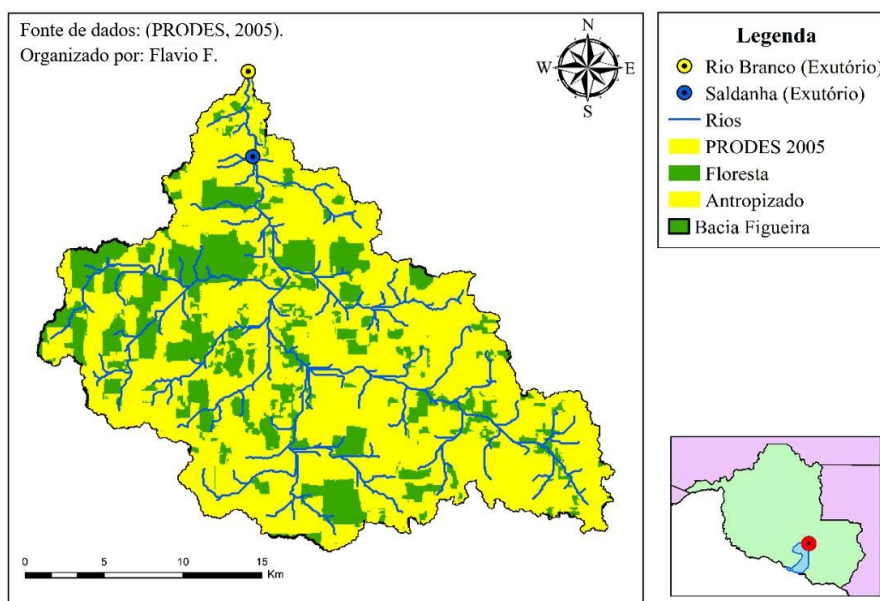 Fonte de dados: (PRODES, 2005).
Organizado por: Flavio F.
N
W E
S
0 5 10 15
Km
Legenda
Rio Branco (Exutório)
Saldanha (Exutório)
Rios
PRODES 2005
Floresta
Antropizado
Bacia Figueira